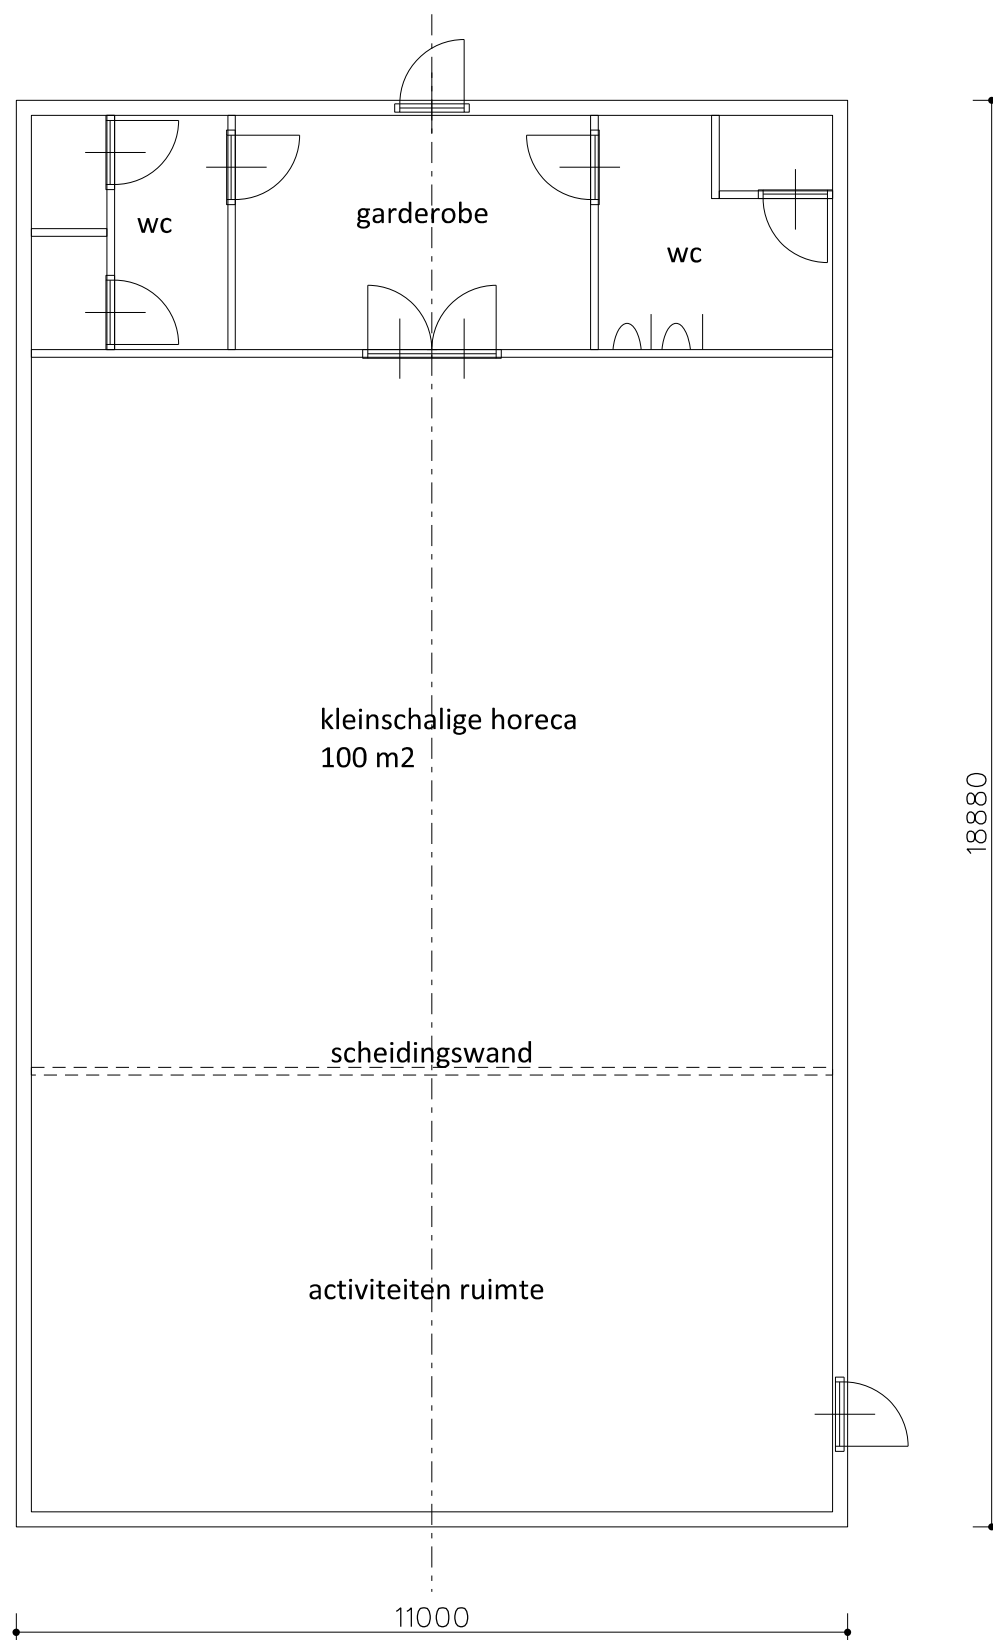 garderobe
wc
wc
kleinschalige horeca
100 m2
18880
scheidingswand
activiteiten ruimte
11000